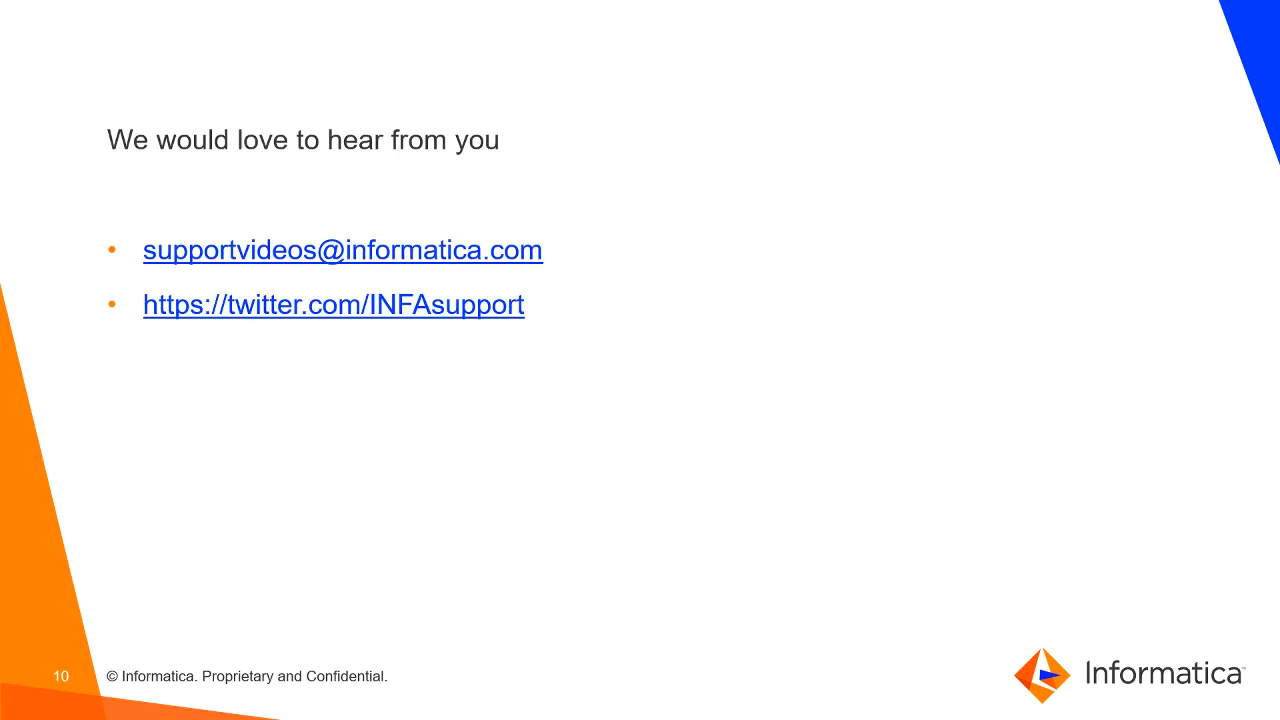 We would love to hear from you
• supportvideos@informatica.com
• https://twitter.com/INFAsupport
10 © Informatica. Proprietary and Confidential.
Informatica™